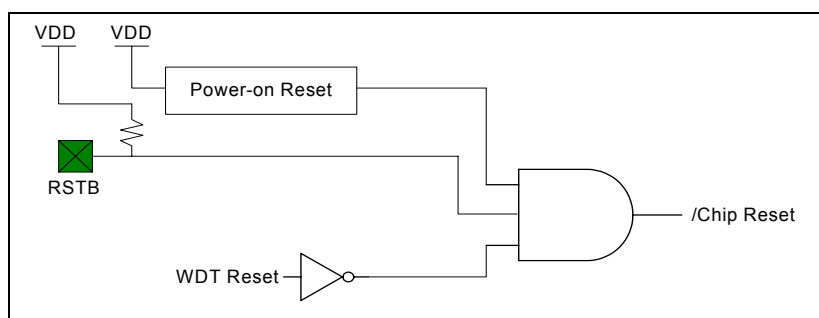 VDD VDD
Power-on Reset
RSTB
/Chip Reset
WDT Reset